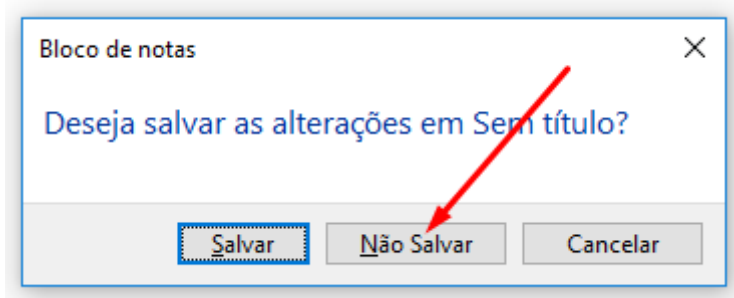 Bloco de notas
Deseja salvar as alterações em Sem título?
Salvar Não Salvar Cancelar